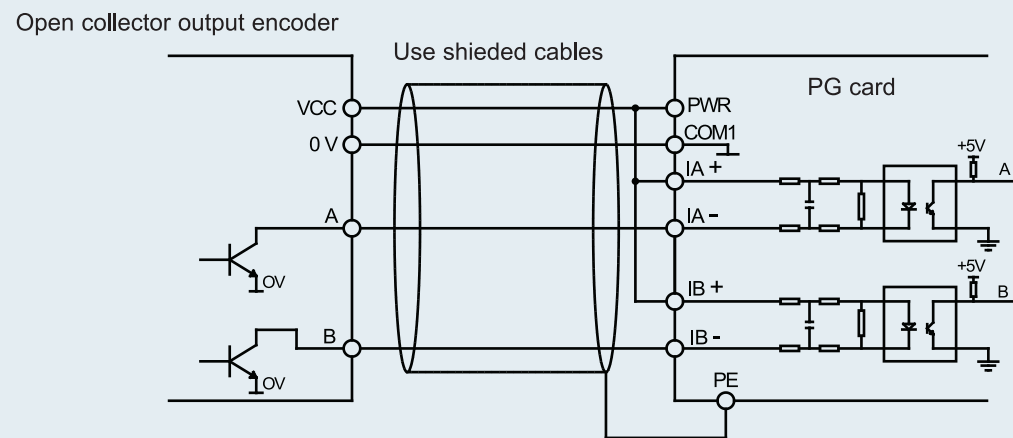 Open collector output encoder
Use shieded cables
PG card
VCC
PWR
0 V
COM1
+5V
IA +
A
A
IA -
0V
+5V
IB +
B
B
IB -
0V
PE